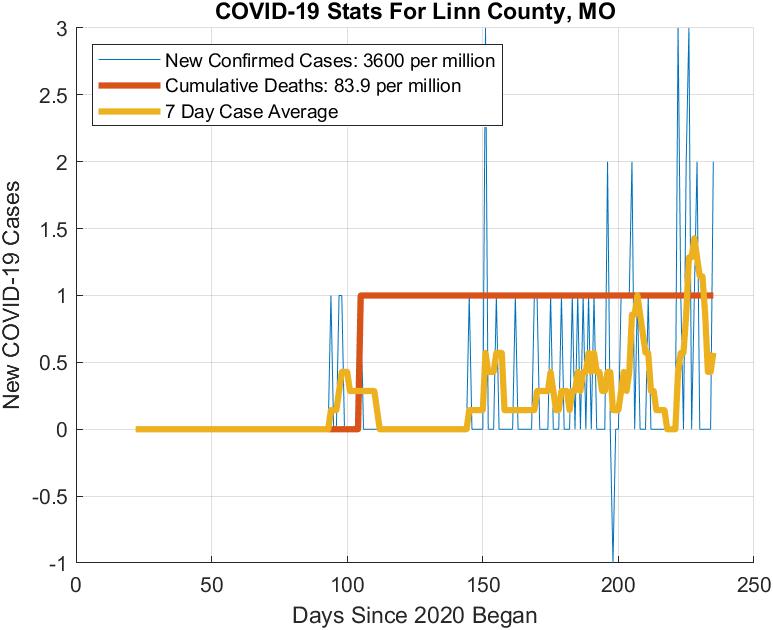 COVID-19 Stats For Linn County, MO
New Confirmed Cases: 3600 per million
Cumulative Deaths: 83.9 per million
7 Day Case Average
New COVID-19 Cases
3
2.5
2
1.5
1
0.5
0
-0.5
-1
0 50 100 150 200 250
Days Since 2020 Began